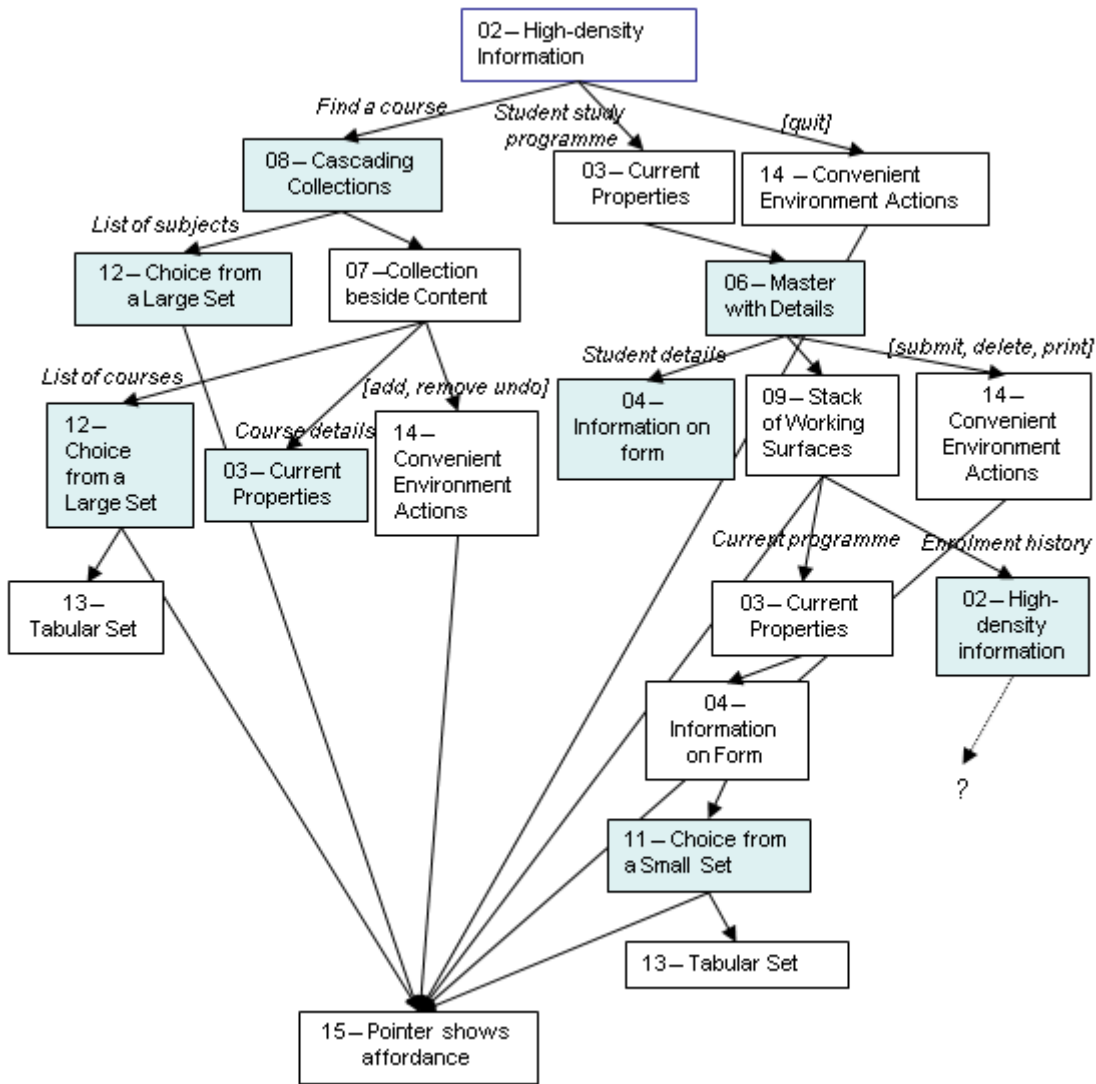 02 – High-density
Information
Find a course
Student study
programme
[quit]
08 – Cascading
Collections
03 – Current
Properties
14 – Convenient
Environment Actions
List of subjects
12 – Choice from
a Large Set
07 – Collection
beside Content
06 – Master
with Details
List of courses
[add, remove undo]
Student details
[submit, delete, print]
12 –
Choice
from a
Large Set
Course details
03 – Current
Properties
14 –
Convenient
Environment
Actions
04 –
Information on
form
09 – Stack
of Working
Surfaces
14 –
Convenient
Environment
Actions
Current programme
Enrolment history
13 –
Tabular Set
03 – Current
Properties
02 – High-
density
information
04 –
Information
on Form
?
11 – Choice from
a Small Set
13 – Tabular Set
15 – Pointer shows
affordance